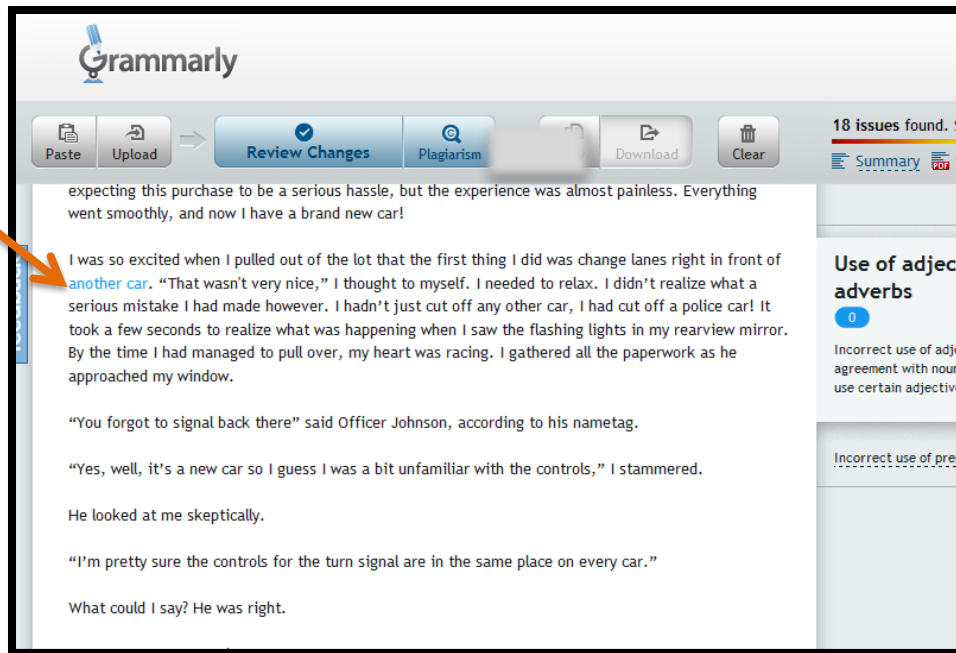 Grammarly
Paste
Upload
Review Changes
Plagiarism
Download
Clear
18 issues found.
Summary
PDF
expecting this purchase to be a serious hassle, but the experience was almost painless. Everything
went smoothly, and now I have a brand new car!
I was so excited when I pulled out of the lot that the first thing I did was change lanes right in front of
another car. “That wasn't very nice,” I thought to myself. I needed to relax. I didn’t realize what a
serious mistake I had made however. I hadn’t just cut off any other car, I had cut off a police car! It
took a few seconds to realize what was happening when I saw the flashing lights in my rearview mirror.
By the time I had managed to pull over, my heart was racing. I gathered all the paperwork as he
approached my window.
“You forgot to signal back there” said Officer Johnson, according to his nametag.
“Yes, well, it’s a new car so I guess I was a bit unfamiliar with the controls,” I stammered.
He looked at me skeptically.
“I’m pretty sure the controls for the turn signal are in the same place on every car.”
What could I say? He was right.
Use of adjec
adverbs
0
Incorrect use of adj
agreement with nou
use certain adjectiv
Incorrect use of pre